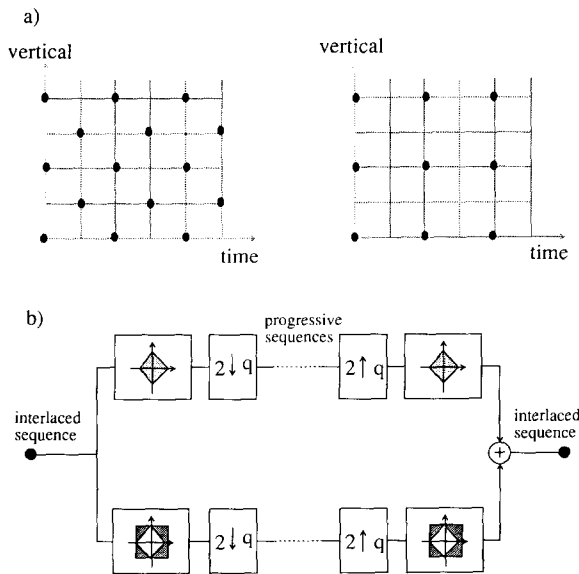 a)
vertical
vertical
time
time
b)
progressive
sequences
2↓q
2↑q
interlaced
sequence
interlaced
sequence
+
2↓q
2↑q